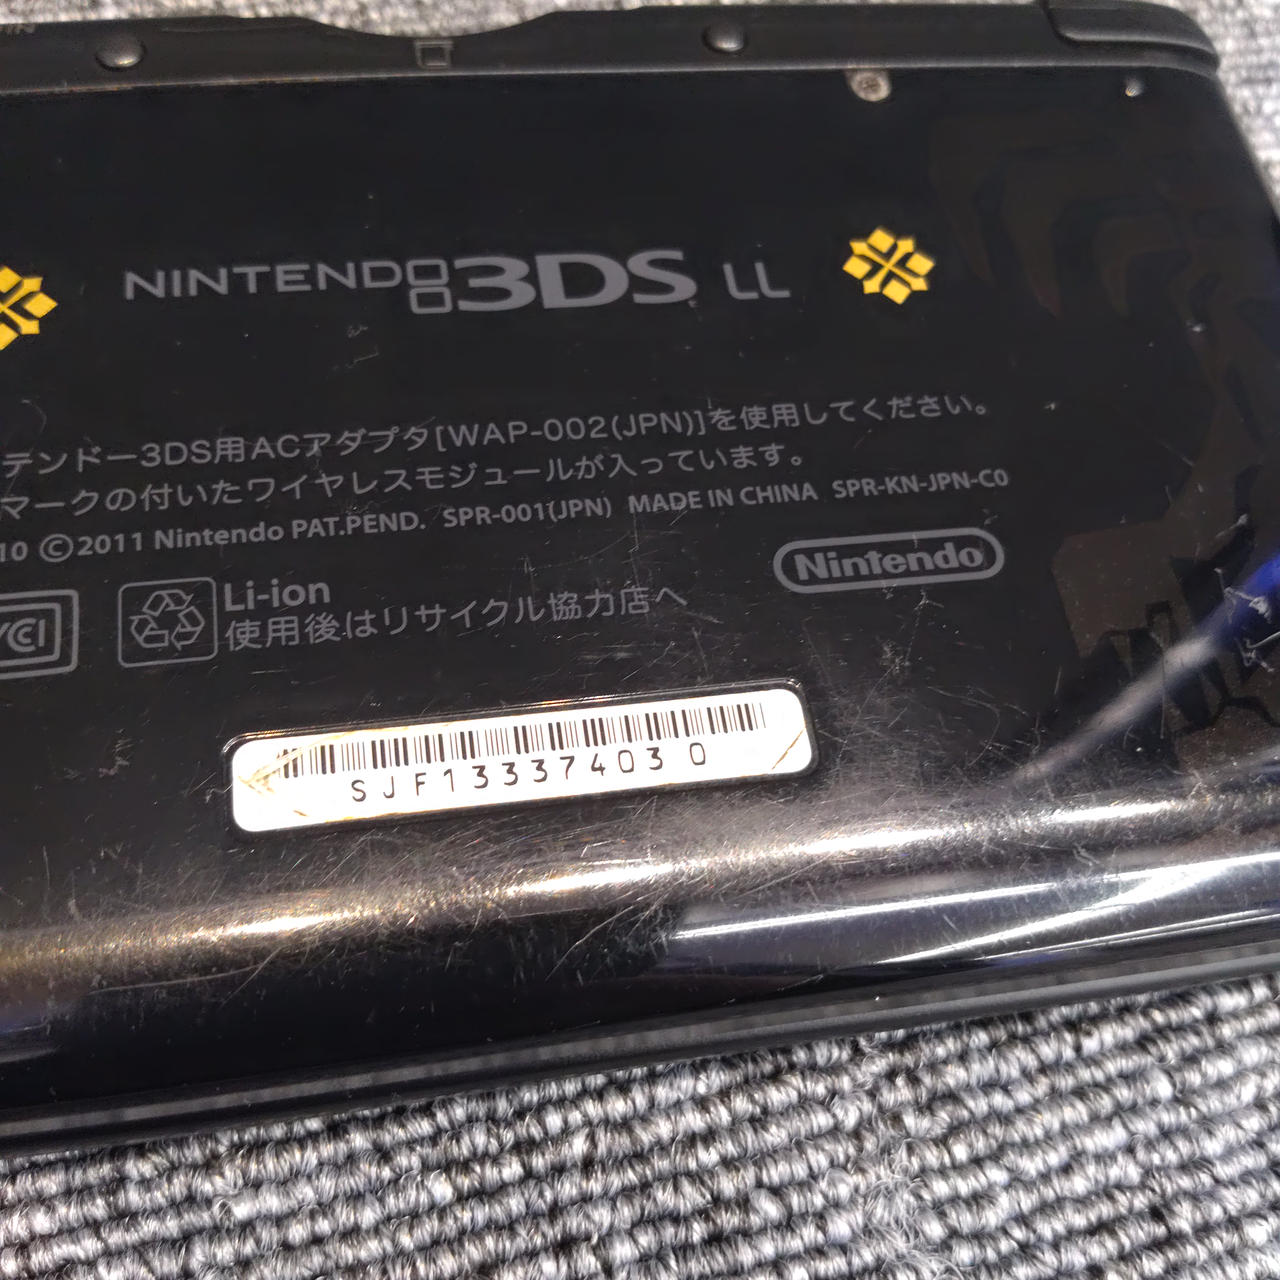 NINTENDO 3DS LL
テンドー3DS用ACアダプタ[WAP-002(JPN)]を使用してください。
マークの付いたワイヤレスモジュールが入っています。
10 ©2011 Nintendo PAT.PEND. SPR-001(JPN) MADE IN CHINA SPR-KN-JPN-C0
Nintendo
Li-ion
使用後はリサイクル協力店へ
SJF13337403 0